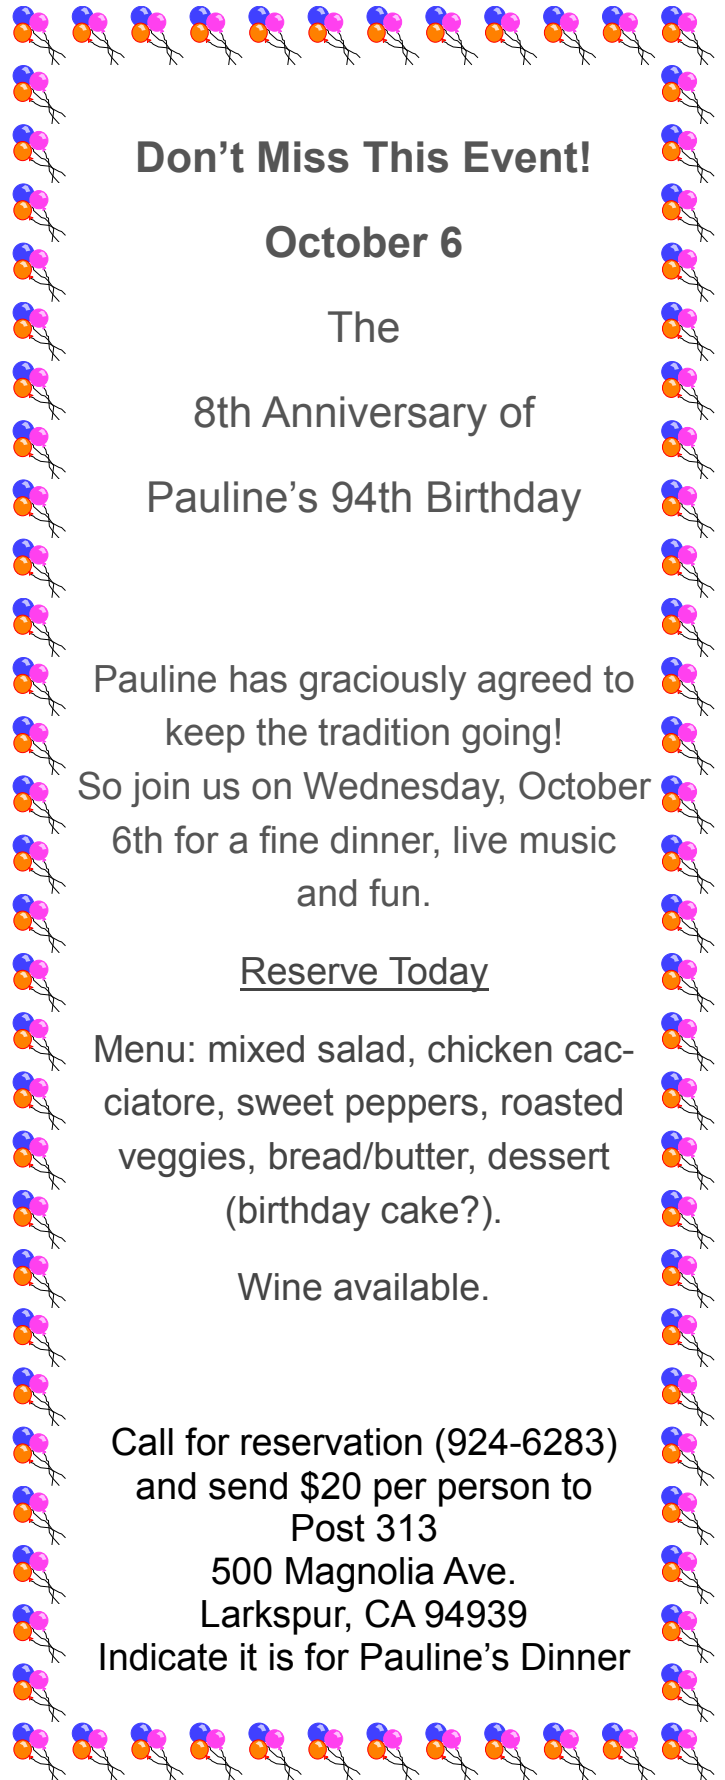 Don’t Miss This Event!
October 6
The
8th Anniversary of
Pauline’s 94th Birthday
Pauline has graciously agreed to
keep the tradition going!
So join us on Wednesday, October
6th for a fine dinner, live music
and fun.
Reserve Today
Menu: mixed salad, chicken cac-
ciatore, sweet peppers, roasted
veggies, bread/butter, dessert
(birthday cake?).
Wine available.
Call for reservation (924-6283)
and send $20 per person to
Post 313
500 Magnolia Ave.
Larkspur, CA 94939
Indicate it is for Pauline’s Dinner